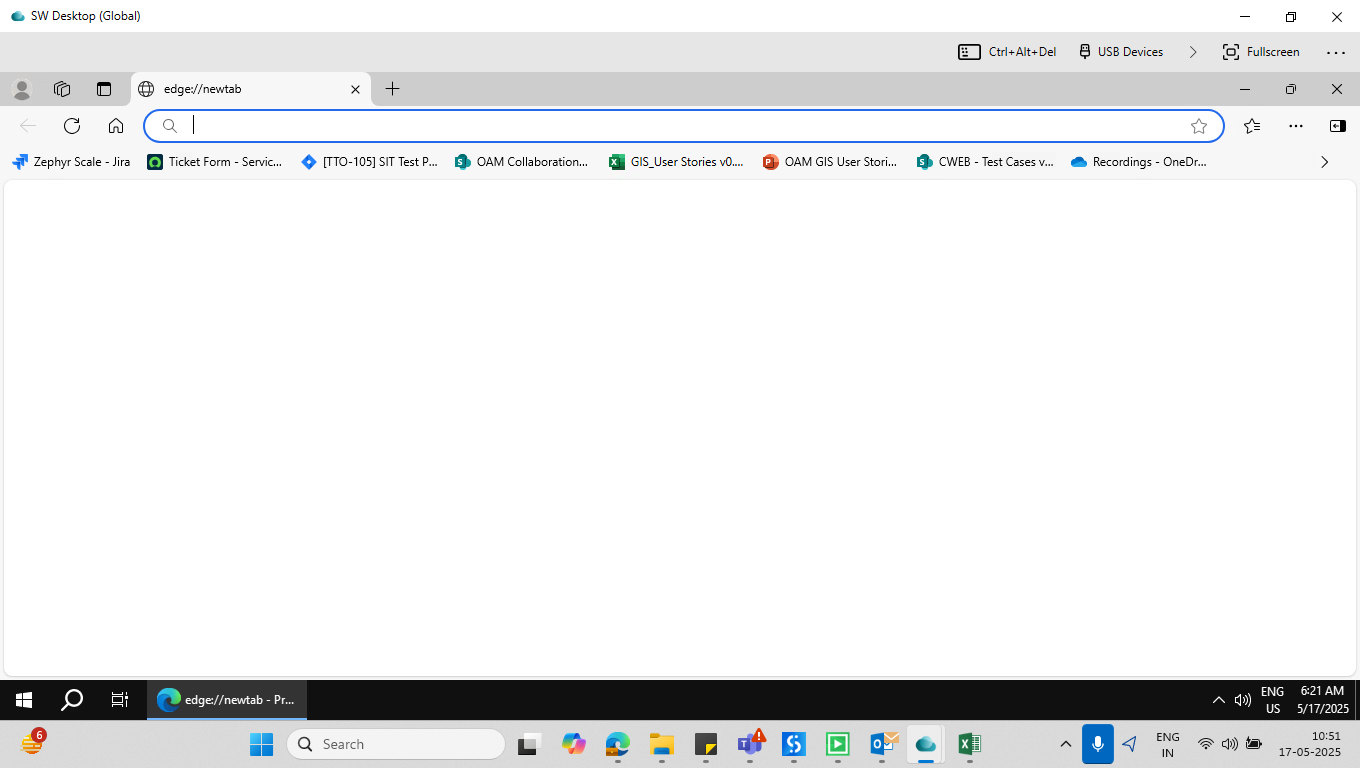 SW Desktop (Global)
Ctrl+Alt+Del
USB Devices
Fullscreen
edge://newtab
Zephyr Scale - Jira
Ticket Form - Servic...
[TTO-105] SIT Test P...
OAM Collaboration...
GIS_User Stories v0....
OAM GIS User Stori...
CWEB - Test Cases v...
Recordings - OneDr...
edge://newtab - Pr...
ENG
US
6:21 AM
5/17/2025
6
Search
ENG
IN
10:51
17-05-2025